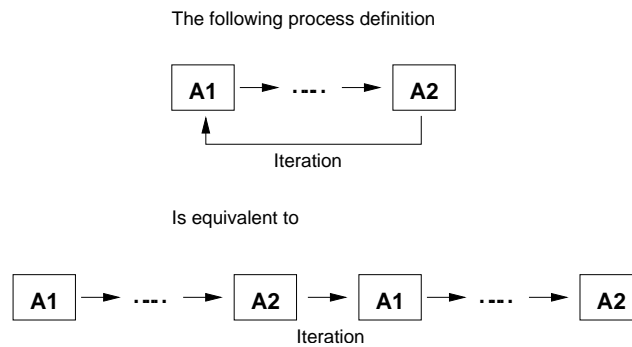 The following process definition
A1 ..... A2
Iteration
Is equivalent to
A1 ..... A2 A1 ..... A2
Iteration